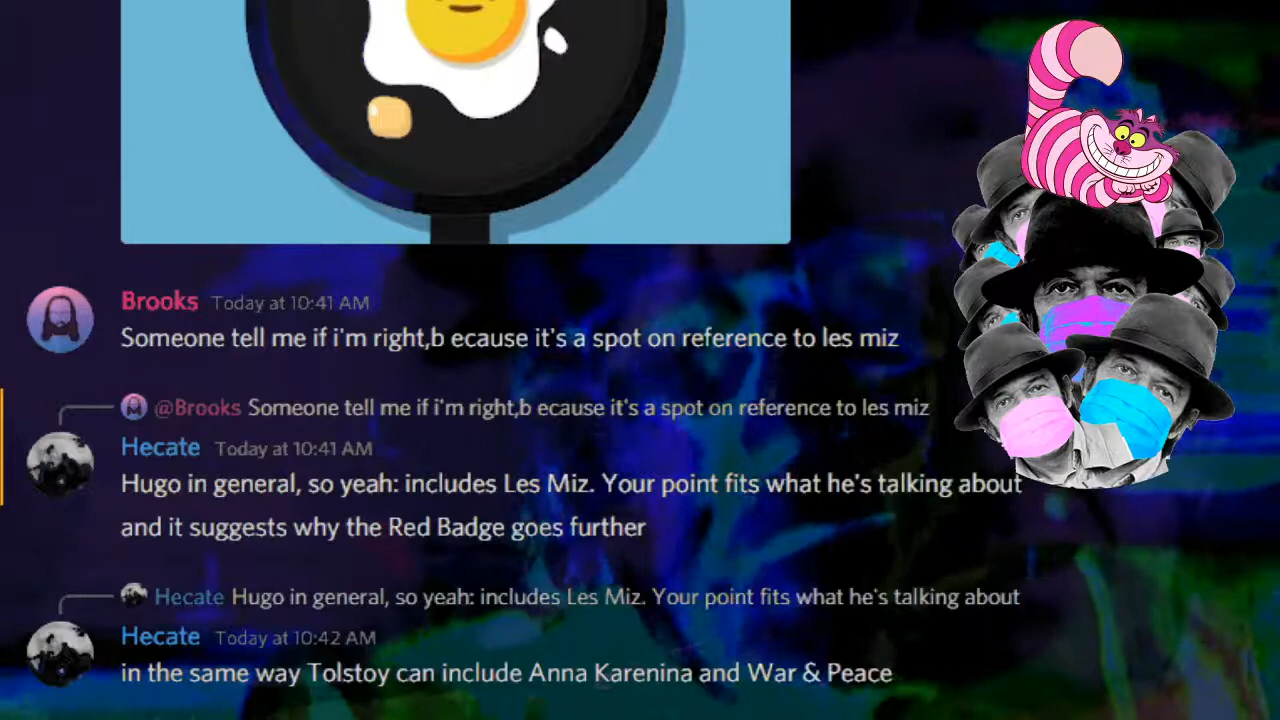 Brooks Today at 10:41 AM
Someone tell me if i'm right,b ecause it's a spot on reference to les miz
@Brooks Someone tell me if i'm right,b ecause it's a spot on reference to les miz
Hecate Today at 10:41 AM
Hugo in general, so yeah: includes Les Miz. Your point fits what he's talking about
and it suggests why the Red Badge goes further
Hecate Hugo in general, so yeah: includes Les Miz. Your point fits what he's talking about
Hecate Today at 10:42 AM
in the same way Tolstoy can include Anna Karenina and War & Peace